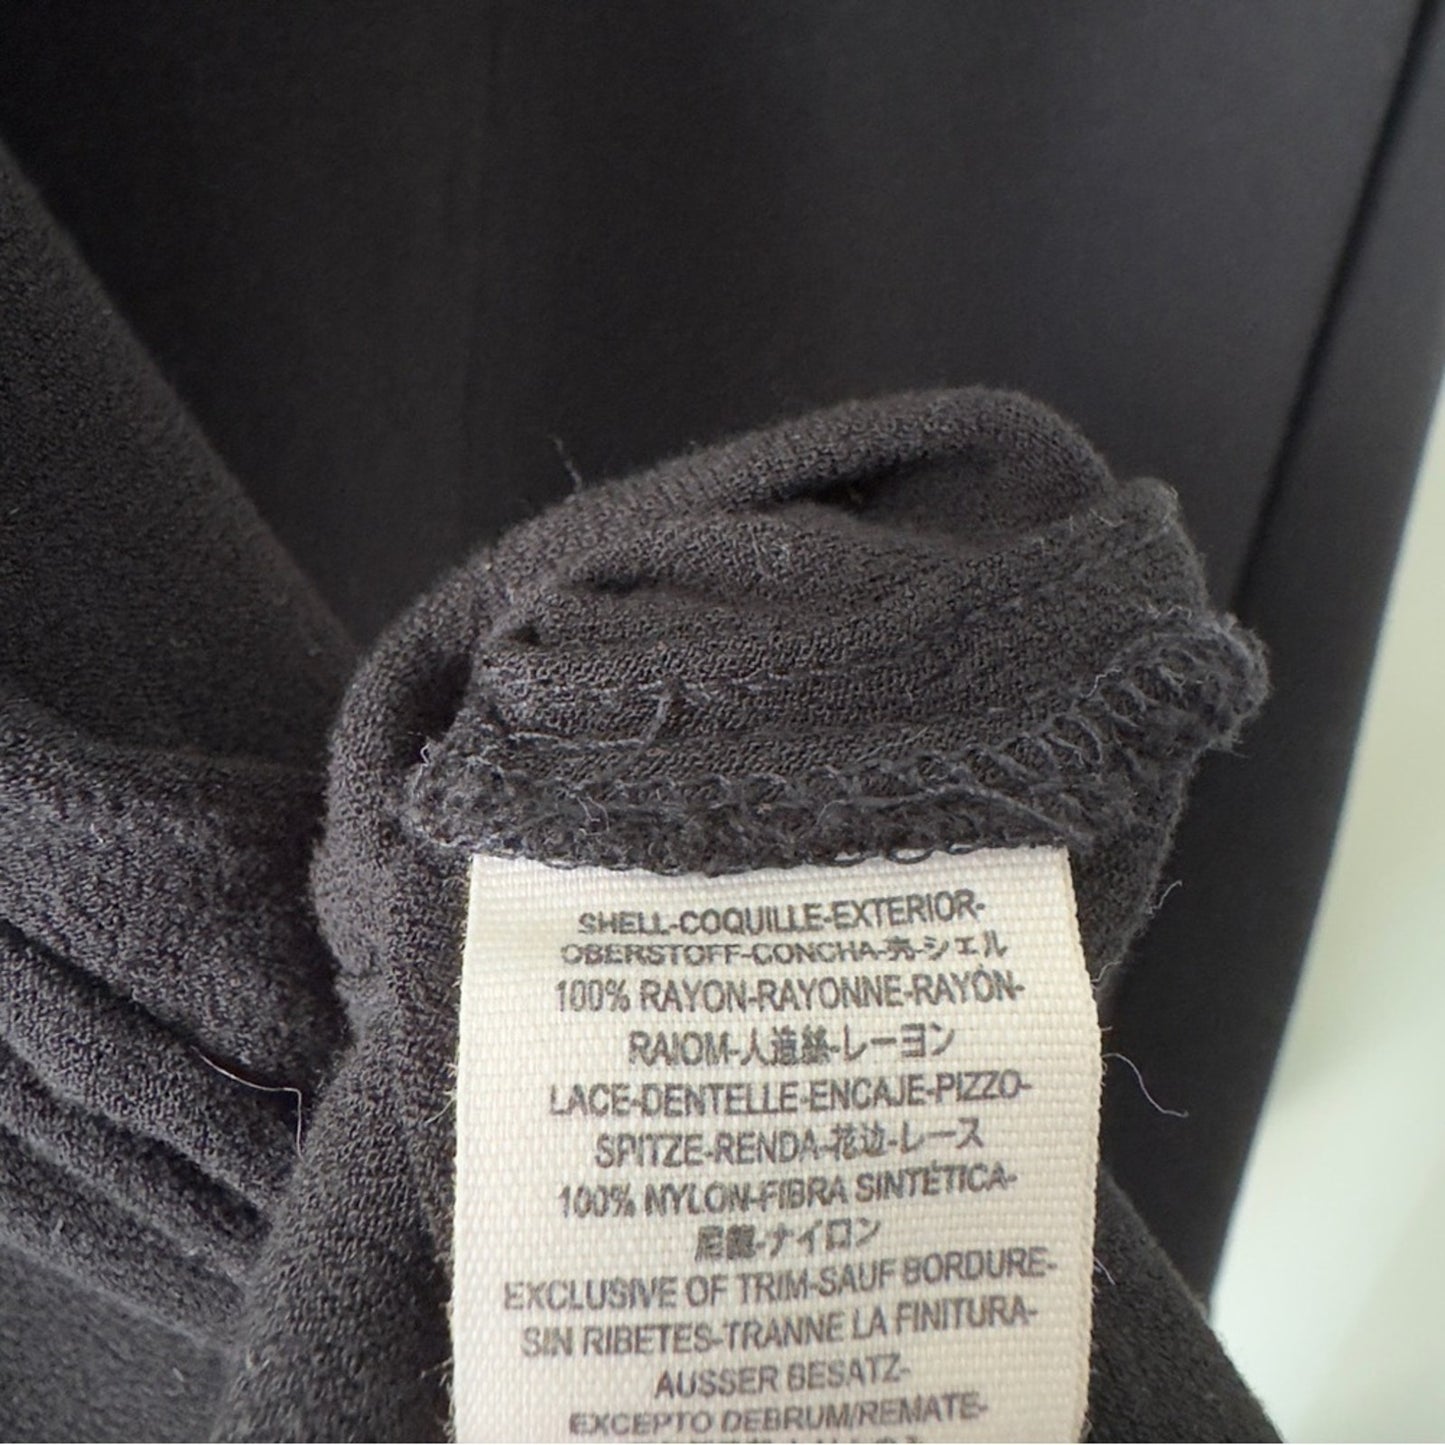 SHELL-COQUILLE-EXTERIOR-
OBERSTOFF-CONCHA-壳-シェル
100% RAYON-RAYONNE-RAYÓN-
RAIOM-人造絲-レーヨン
LACE-DENTELLE-ENCAJE-PIZZO-
SPITZE-RENDA-花边-レース
100% NYLON-FIBRA SINTÉTICA-
尼龍-ナイロン
EXCLUSIVE OF TRIM-SAUF BORDURE-
SIN RIBETES-TRANNE LA FINITURA-
AUSSER BESATZ-
EXCEPTO DEBRUM/REMATE-